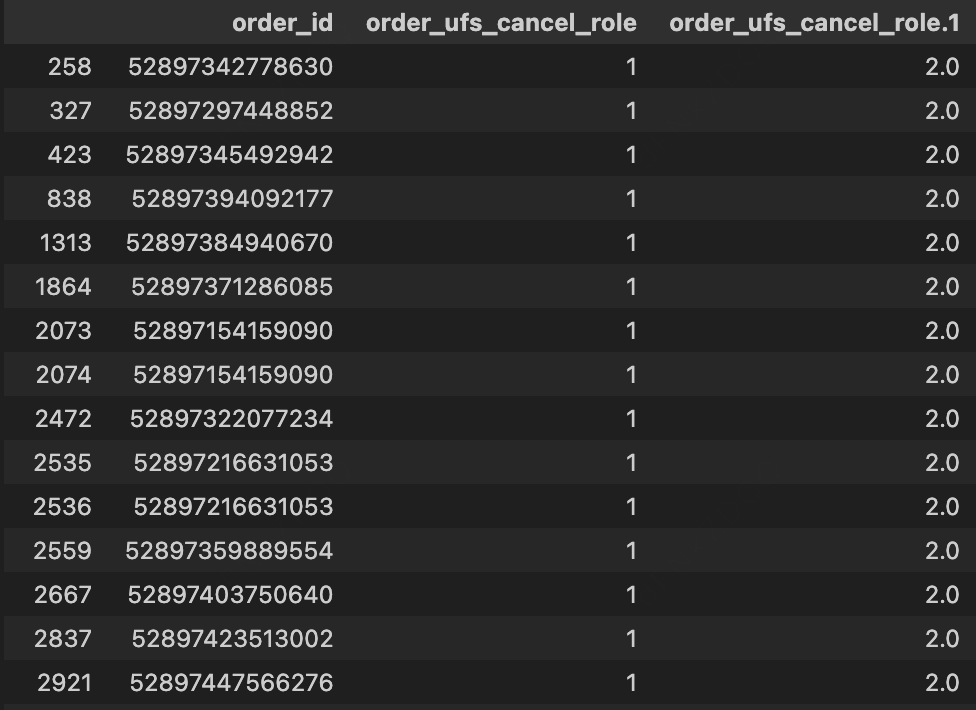 order_id order_ufs_cancel_role order_ufs_cancel_role.1
258 52897342778630 1 2.0
327 52897297448852 1 2.0
423 52897345492942 1 2.0
838 52897394092177 1 2.0
1313 52897384940670 1 2.0
1864 52897371286085 1 2.0
2073 52897154159090 1 2.0
2074 52897154159090 1 2.0
2472 52897322077234 1 2.0
2535 52897216631053 1 2.0
2536 52897216631053 1 2.0
2559 52897359889554 1 2.0
2667 52897403750640 1 2.0
2837 52897423513002 1 2.0
2921 52897447566276 1 2.0